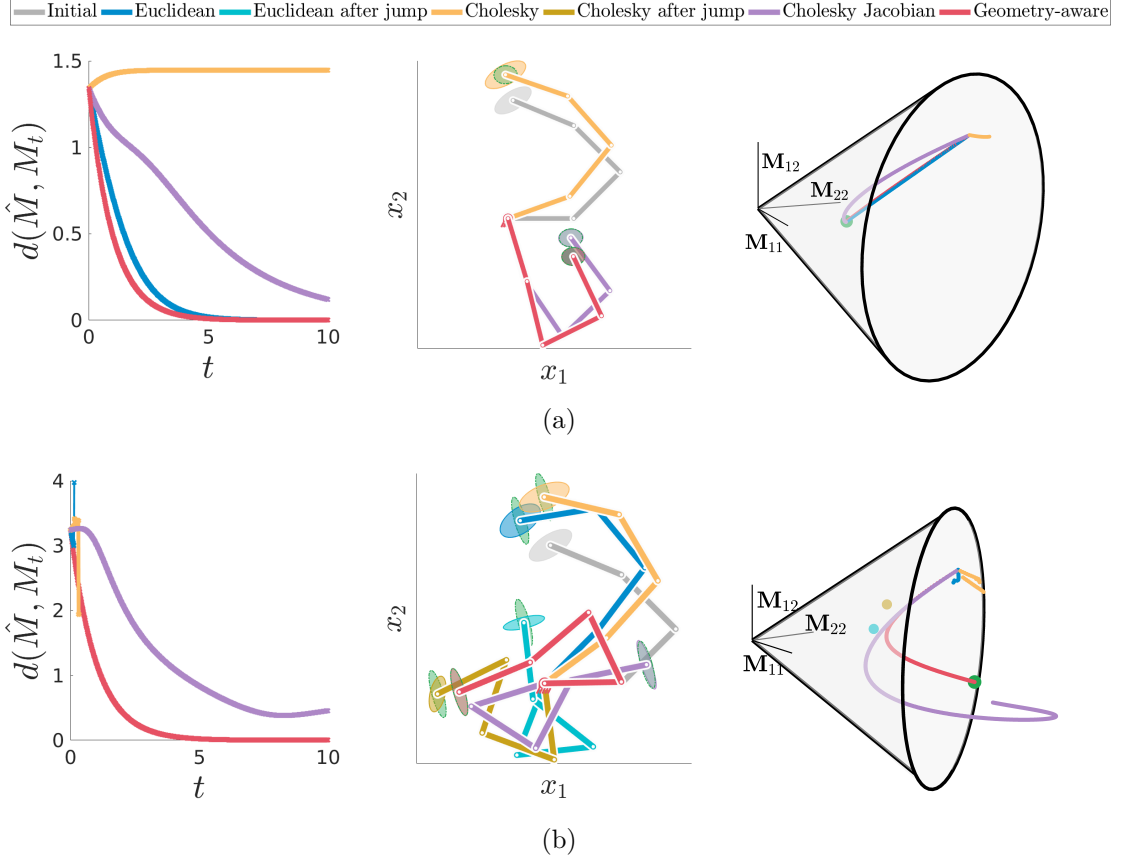 Initial Euclidean Euclidean after jump Cholesky Cholesky after jump Cholesky Jacobian Geometry-aware
1.5
1
0.5
0
0 5 10
d(M̂, M_t)
t
x_2
x_1
M_12
M_22
M_11
(a)
4
3
2
1
0
0 5 10
d(M̂, M_t)
t
x_2
x_1
M_12
M_22
M_11
(b)